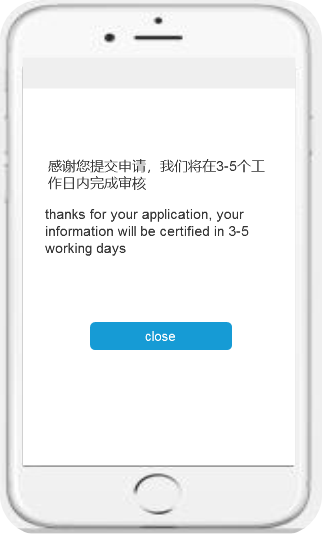 感谢您提交申请，我们将在3-5个工
作日内完成审核
thanks for your application, your
information will be certified in 3-5
working days
close